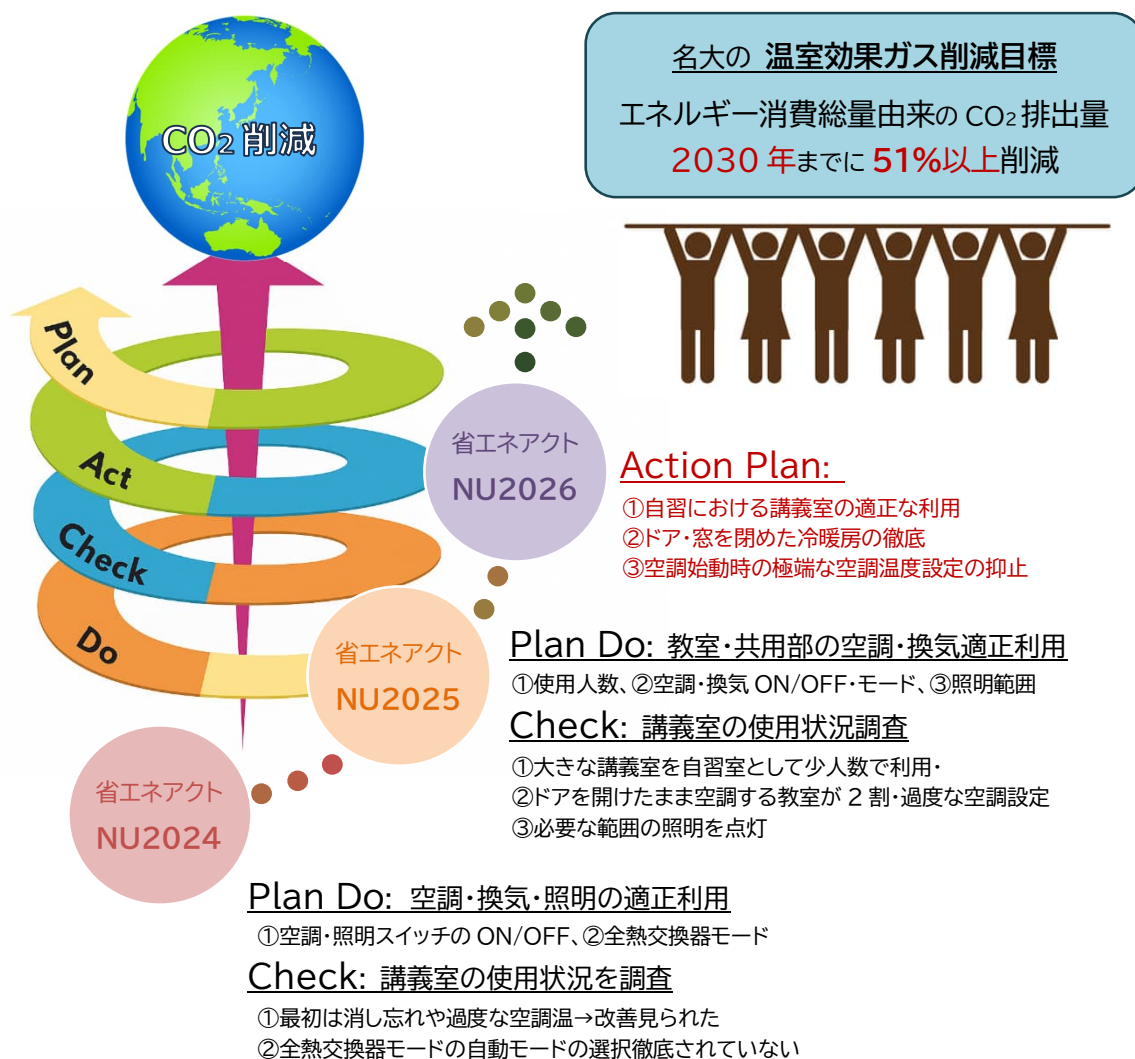 名大の 温室効果ガス削減目標
エネルギー消費総量由来の CO₂ 排出量
2030 年までに 51%以上削減
CO₂ 削減
Plan
Act
Check
Do
省エネアクト
NU2026
Action Plan:
①自習における講義室の適正な利用
②ドア・窓を閉めた冷暖房の徹底
③空調始動時の極端な空調温度設定の抑止
省エネアクト
NU2025
Plan Do: 教室・共用部の空調・換気適正利用
①使用人数、②空調・換気 ON/OFF・モード、③照明範囲
Check: 講義室の使用状況調査
①大きな講義室を自習室として少人数で利用・
②ドアを開けたまま空調する教室が 2 割・過度な空調設定
③必要な範囲の照明を点灯
省エネアクト
NU2024
Plan Do: 空調・換気・照明の適正利用
①空調・照明スイッチの ON/OFF、②全熱交換器モード
Check: 講義室の使用状況を調査
①最初は消し忘れや過度な空調温→改善見られた
②全熱交換器モードの自動モードの選択徹底されていない